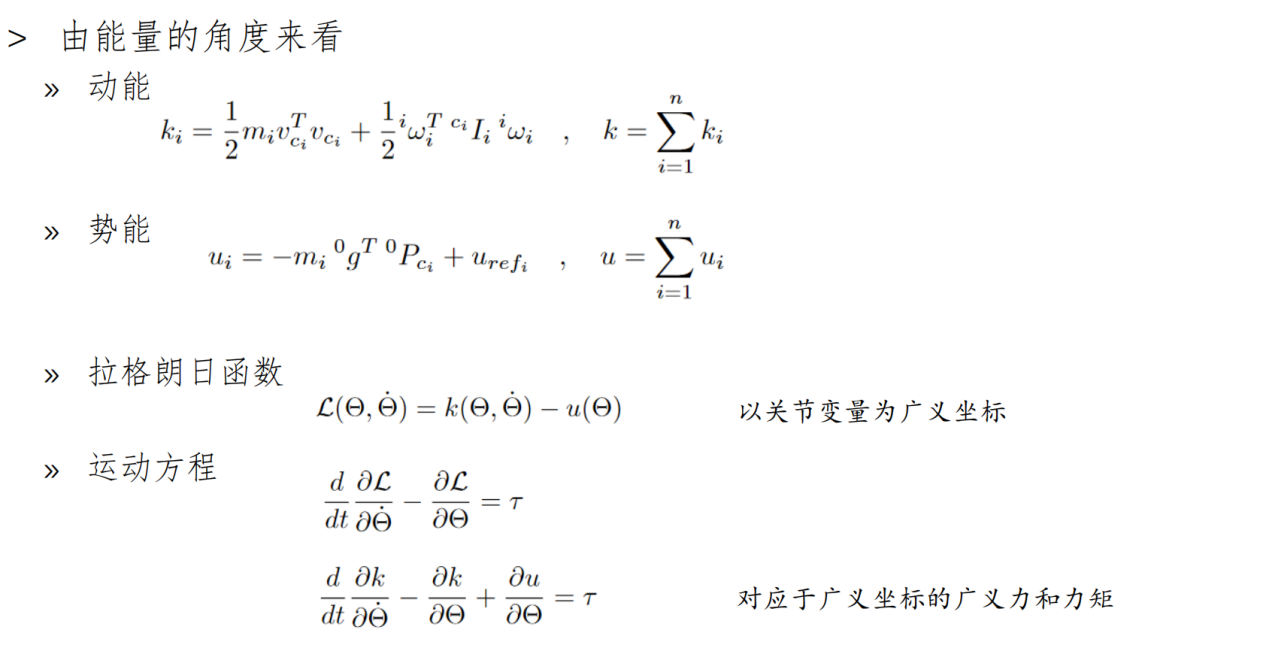 > 由能量的角度来看
» 动能
$k_i = \frac{1}{2} m_i v_{c_i}^T v_{c_i} + \frac{1}{2} {}^i\omega_i^T \, {}^{c_i}I_i \, {}^i\omega_i \quad , \quad k = \sum_{i=1}^{n} k_i$
» 势能
$u_i = -m_i \, {}^0g^T \, {}^0P_{c_i} + u_{ref_i} \quad , \quad u = \sum_{i=1}^{n} u_i$
» 拉格朗日函数
$\mathcal{L}(\Theta, \dot{\Theta}) = k(\Theta, \dot{\Theta}) - u(\Theta)$ 以关节变量为广义坐标
» 运动方程
$\frac{d}{dt} \frac{\partial \mathcal{L}}{\partial \dot{\Theta}} - \frac{\partial \mathcal{L}}{\partial \Theta} = \tau$
$\frac{d}{dt} \frac{\partial k}{\partial \dot{\Theta}} - \frac{\partial k}{\partial \Theta} + \frac{\partial u}{\partial \Theta} = \tau$ 对应于广义坐标的广义力和力矩